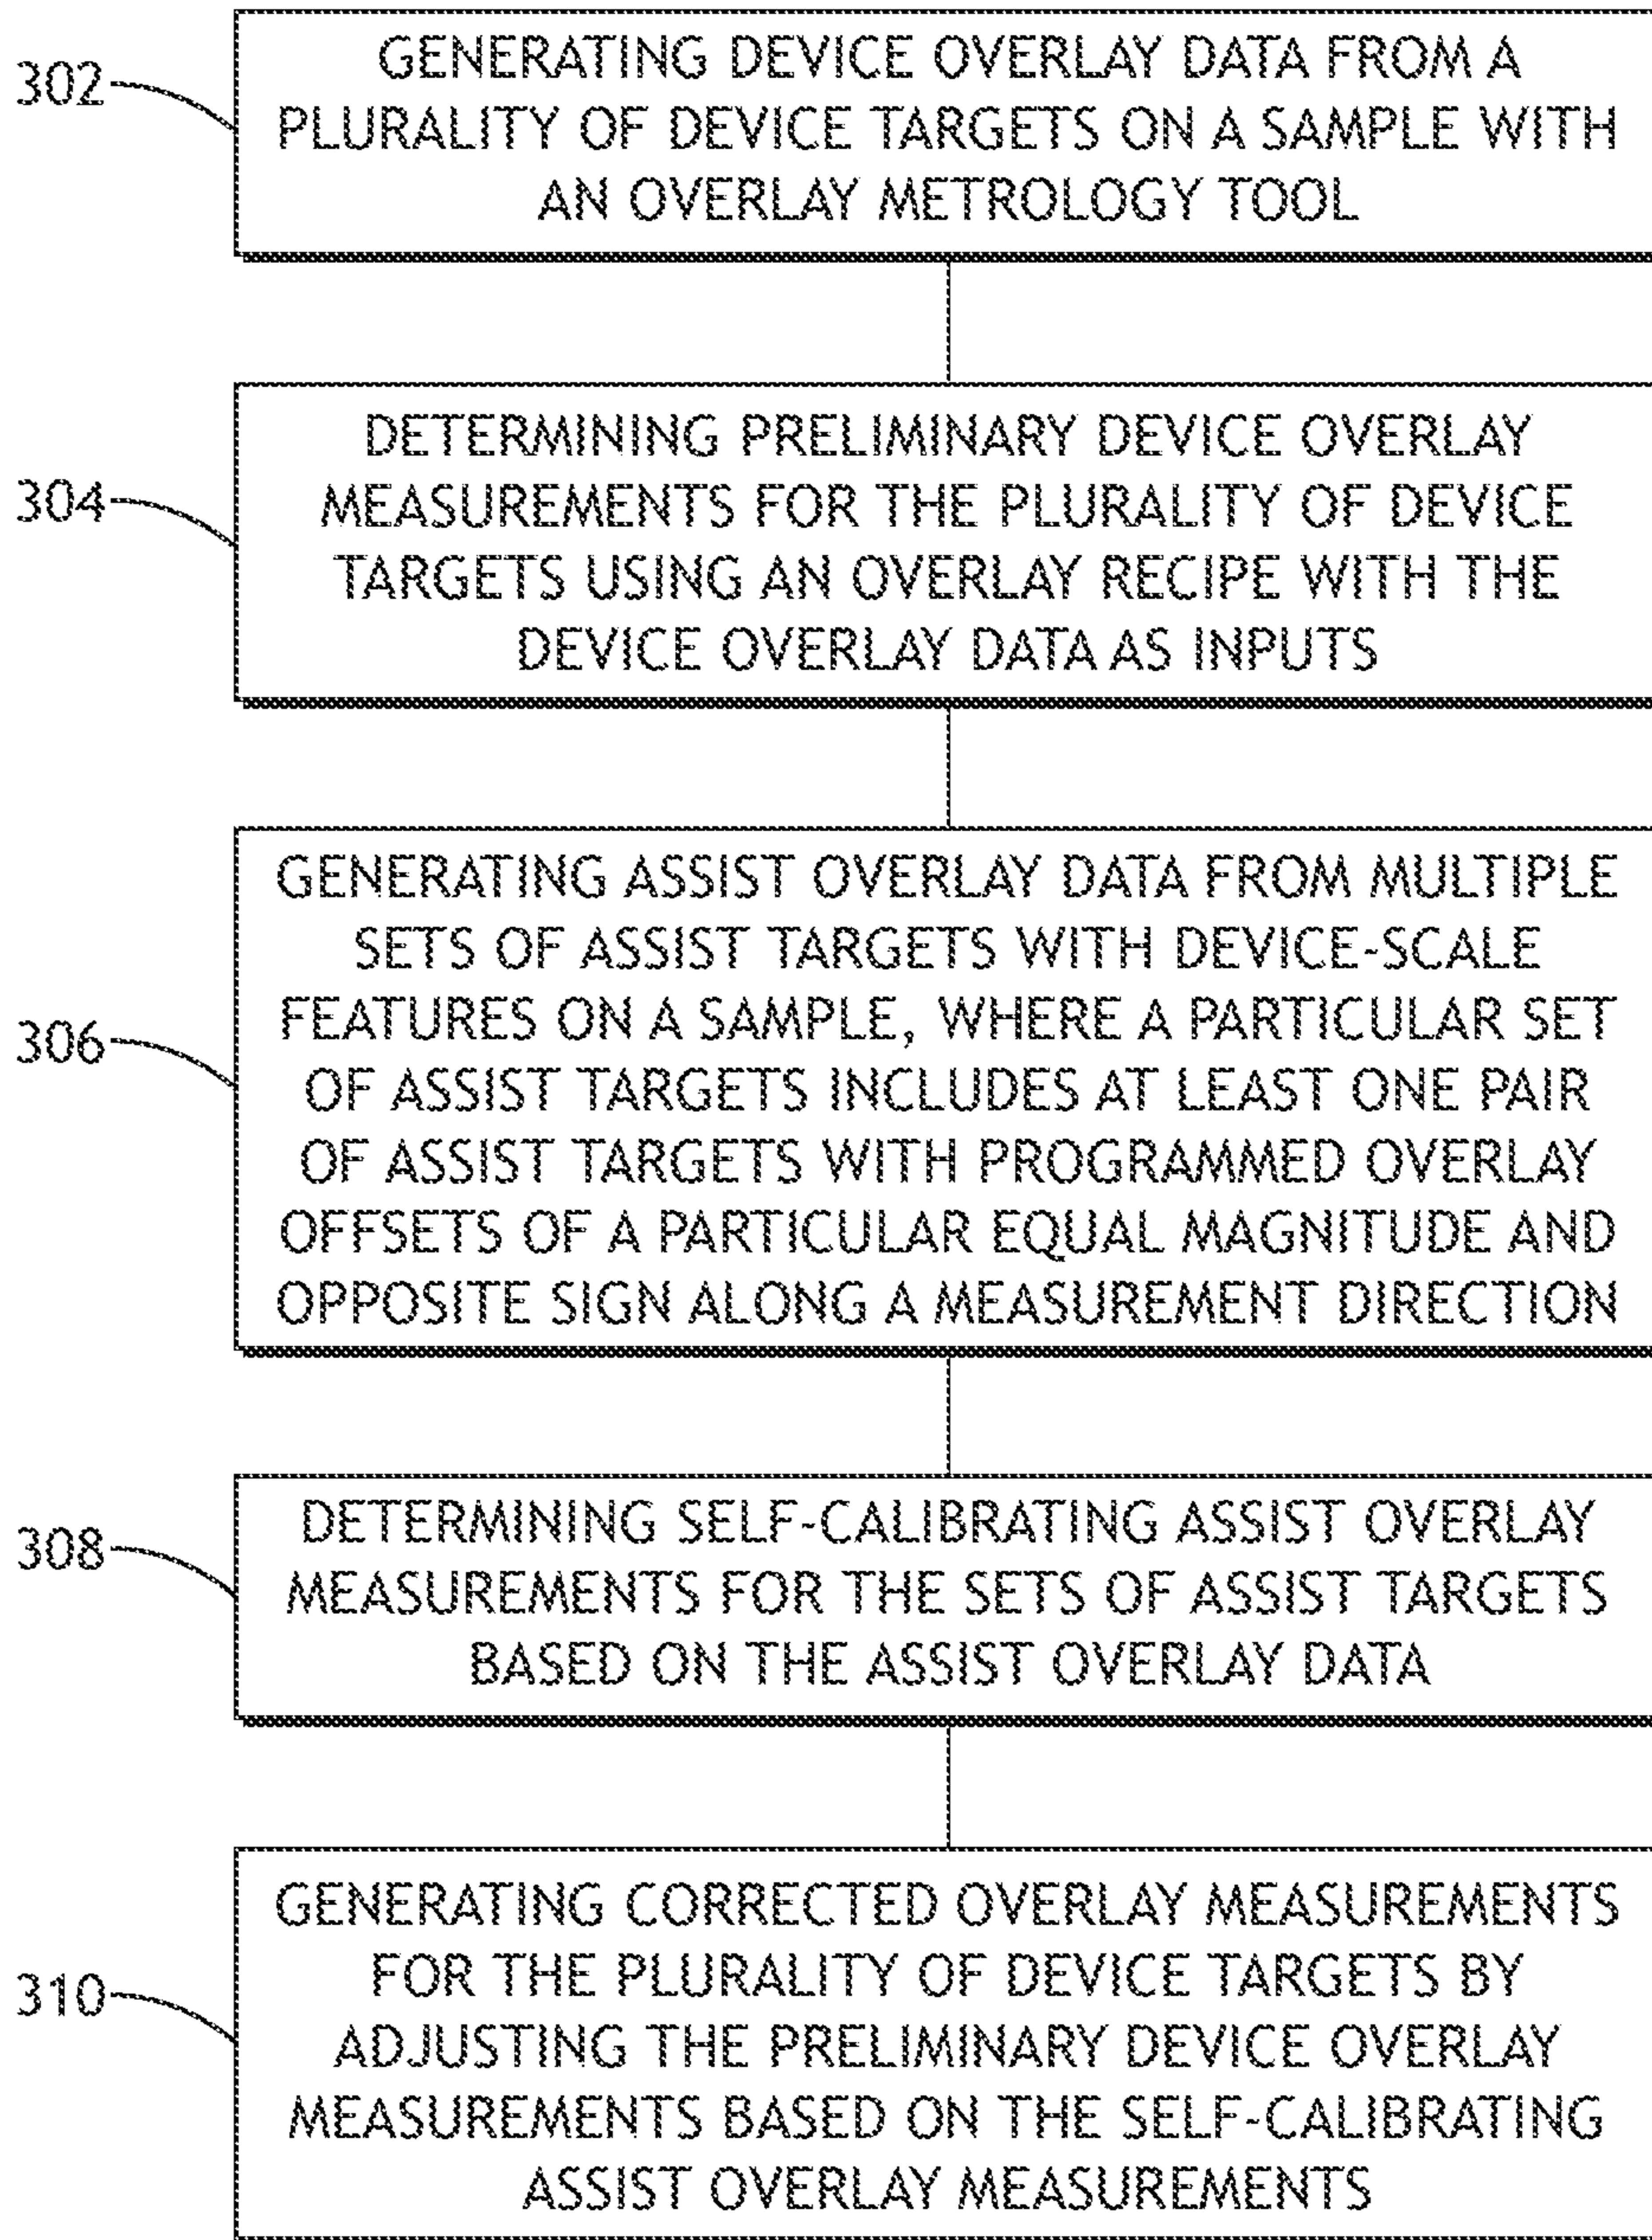 302
GENERATING DEVICE OVERLAY DATA FROM A
PLURALITY OF DEVICE TARGETS ON A SAMPLE WITH
AN OVERLAY METROLOGY TOOL
304
DETERMINING PRELIMINARY DEVICE OVERLAY
MEASUREMENTS FOR THE PLURALITY OF DEVICE
TARGETS USING AN OVERLAY RECIPE WITH THE
DEVICE OVERLAY DATA AS INPUTS
306
GENERATING ASSIST OVERLAY DATA FROM MULTIPLE
SETS OF ASSIST TARGETS WITH DEVICE-SCALE
FEATURES ON A SAMPLE, WHERE A PARTICULAR SET
OF ASSIST TARGETS INCLUDES AT LEAST ONE PAIR
OF ASSIST TARGETS WITH PROGRAMMED OVERLAY
OFFSETS OF A PARTICULAR EQUAL MAGNITUDE AND
OPPOSITE SIGN ALONG A MEASUREMENT DIRECTION
308
DETERMINING SELF-CALIBRATING ASSIST OVERLAY
MEASUREMENTS FOR THE SETS OF ASSIST TARGETS
BASED ON THE ASSIST OVERLAY DATA
310
GENERATING CORRECTED OVERLAY MEASUREMENTS
FOR THE PLURALITY OF DEVICE TARGETS BY
ADJUSTING THE PRELIMINARY DEVICE OVERLAY
MEASUREMENTS BASED ON THE SELF-CALIBRATING
ASSIST OVERLAY MEASUREMENTS